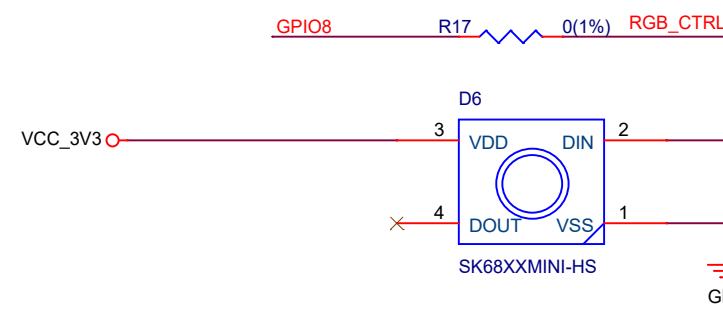 GPIO8 R17 0(1%) RGB_CTRL
D6
VCC_3V3 3 VDD DIN 2
4 DOUT VSS 1
SK68XXMINI-HS